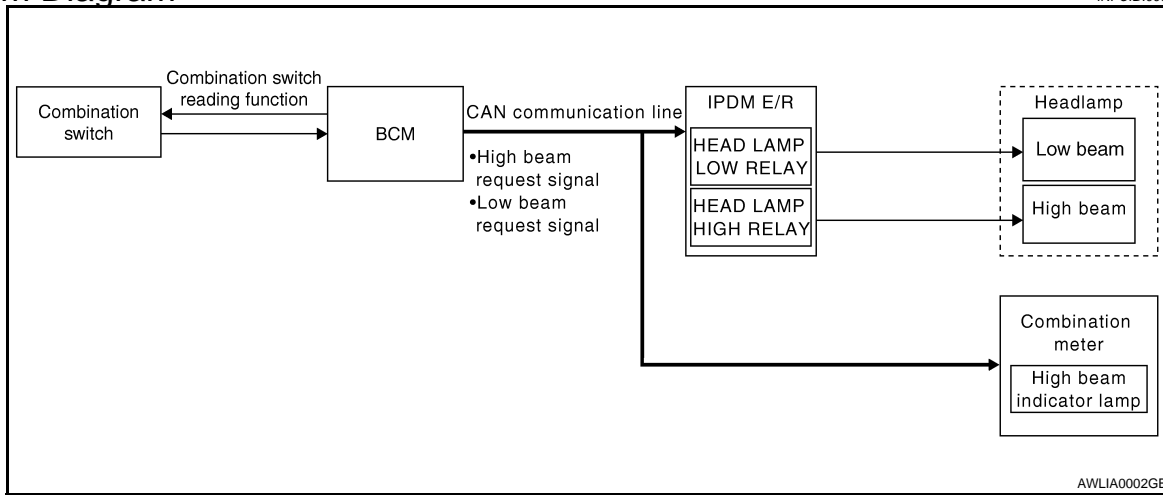 Combination switch
reading function
Combination
switch
BCM
CAN communication line
•High beam
request signal
•Low beam
request signal
IPDM E/R
HEAD LAMP
LOW RELAY
HEAD LAMP
HIGH RELAY
Headlamp
Low beam
High beam
Combination
meter
High beam
indicator lamp